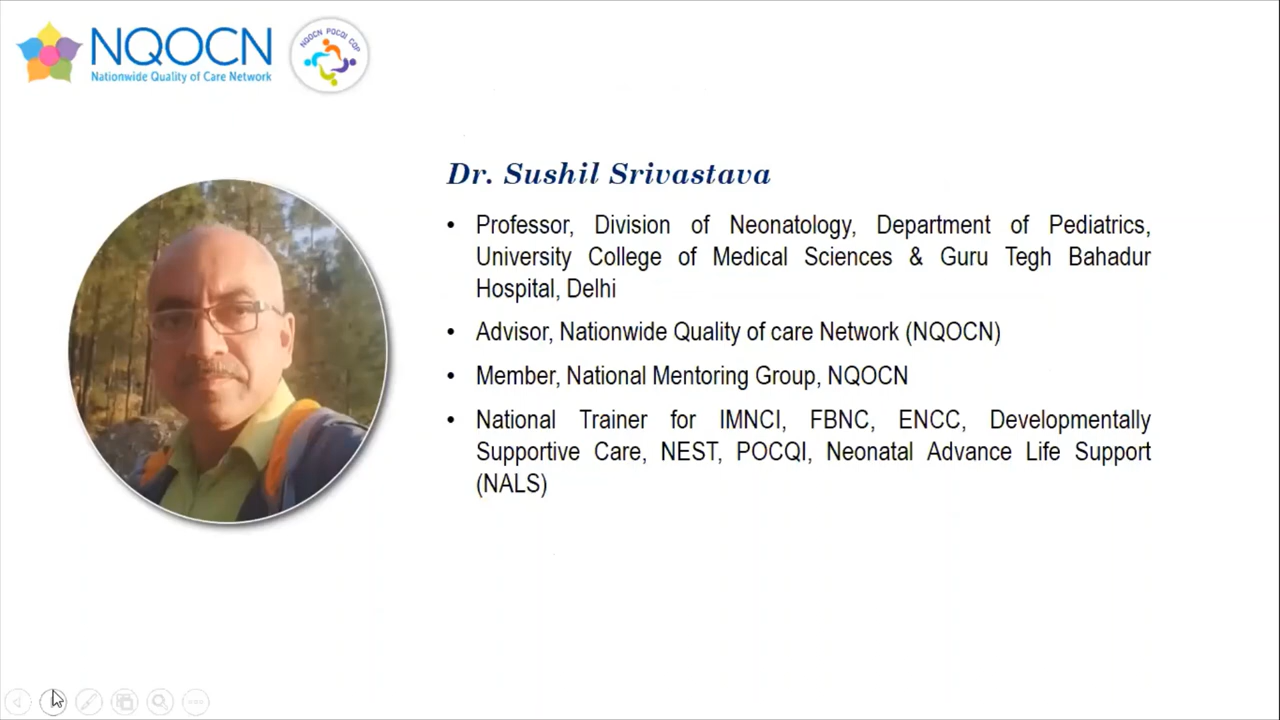 NQOCN
Nationwide Quality of Care Network
NQOCN POCQI COP
Dr. Sushil Srivastava
• Professor, Division of Neonatology, Department of Pediatrics,
University College of Medical Sciences & Guru Tegh Bahadur
Hospital, Delhi
• Advisor, Nationwide Quality of care Network (NQOCN)
• Member, National Mentoring Group, NQOCN
• National Trainer for IMNCI, FBNC, ENCC, Developmentally
Supportive Care, NEST, POCQI, Neonatal Advance Life Support
(NALS)